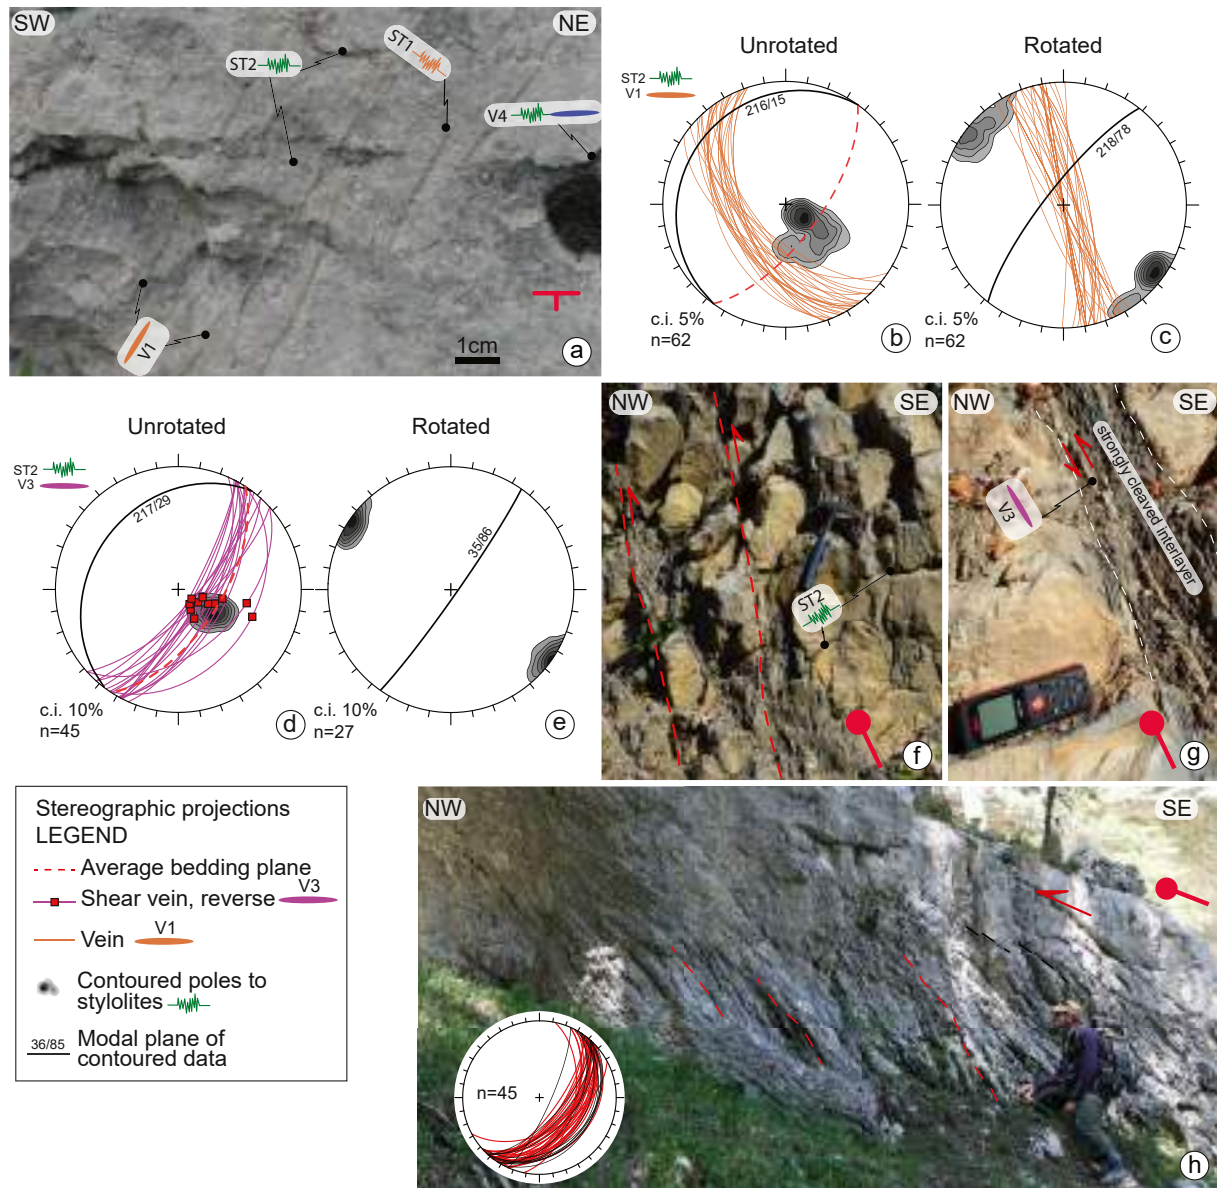 SW
NE
ST2
ST1
V4
V1
1cm
a
Unrotated
Rotated
ST2
V1
216/15
218/78
c.i. 5%
n=62
b
c.i. 5%
n=62
c
Unrotated
Rotated
ST2
V3
217/29
35/86
c.i. 10%
n=45
d
c.i. 10%
n=27
e
NW
SE
ST2
f
NW
SE
V3
strongly cleaved interlayer
g
Stereographic projections
LEGEND
Average bedding plane
Shear vein, reverse V3
Vein V1
Contoured poles to
stylolites
36/85 Modal plane of
contoured data
NW
SE
n=45
h